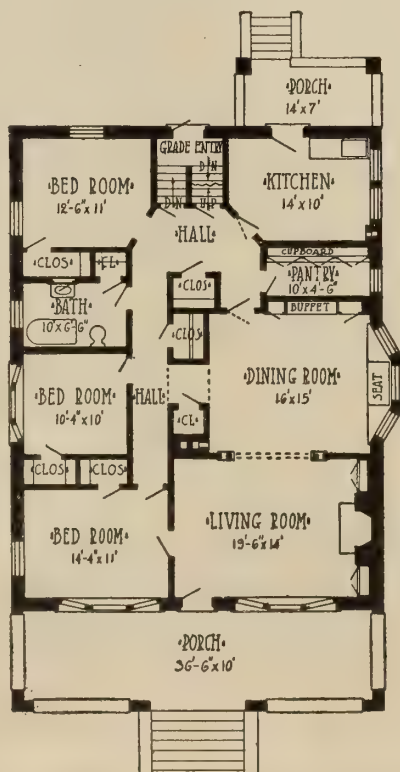 PORCH
14'x7'
GRADE ENTRY
DN
DN
UP
BED ROOM
12'-6"x11'
KITCHEN
14'x10'
HALL
CLOS
CL
CUPBOARD
PANTRY
10'x4'-6"
CLOS
BATH
10'x6'-6"
BUFFET
CLOS
DINING ROOM
16'x15'
SEAT
BED ROOM
10'-4"x10'
HALL
CL
CLOS
CLOS
LIVING ROOM
19'-6"x14'
BED ROOM
14'-4"x11'
PORCH
36'-6"x10'